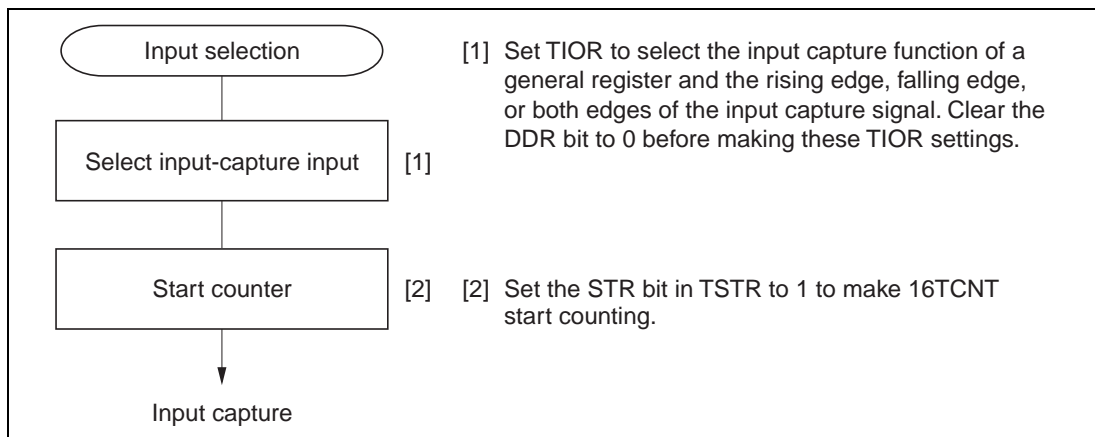 Input selection
[1] Set TIOR to select the input capture function of a
general register and the rising edge, falling edge,
or both edges of the input capture signal. Clear the
DDR bit to 0 before making these TIOR settings.
Select input-capture input [1]
Start counter [2]
[2] Set the STR bit in TSTR to 1 to make 16TCNT
start counting.
Input capture